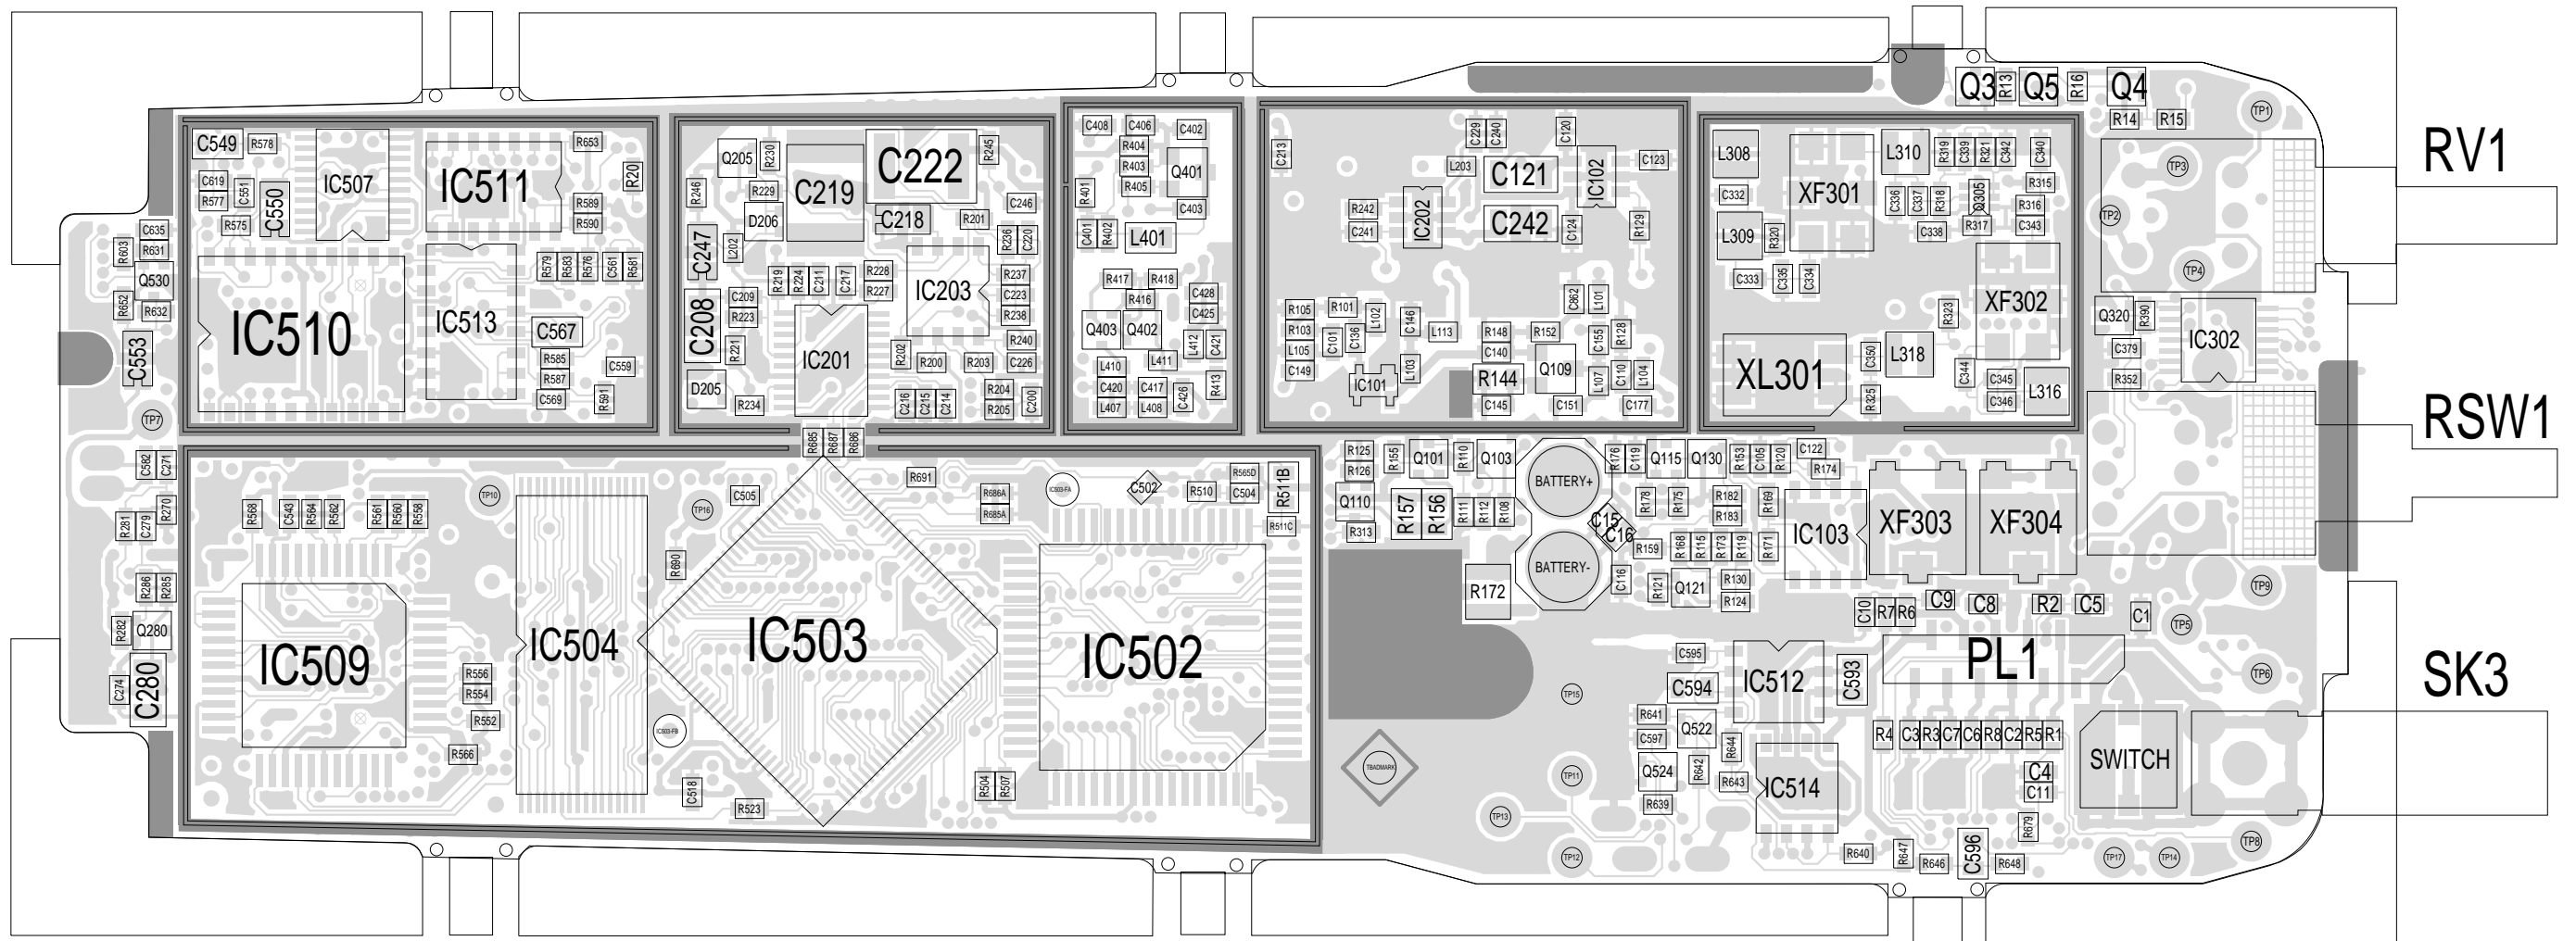 Q3 R13 Q5 R16 Q4
R14 R15 TP1
RV1
C549 R578 IC507 IC511 R653 R20
C619 R577 C551 C550 R575 R589 R590
C635 R631 R603 Q530 R652 R632
IC510 IC513 R579 R583 R576 C561 R581
C553 C567 R585 R587 C569 C559 R591
TP7
Q205 R230 C219 C222 R245
R246 R229 D206 C218 R201 C246
C247 L202 R236 C220
R219 R224 C211 C217 R228 R227 IC203 R237 C223 R238
C208 C209 R223 R221 IC201 R202 R200 R203 R240 C226
D205 R234 C216 C215 C214 R204 R205 C200
C408 C406 C402
R404 R403 R405 Q401 R401 C403
C401 R402 L401
R417 R418 R416 C428 C425
Q403 Q402 L412 C421
L410 L411 C420 C417 C426 R413
L407 L408
C213 C229 C240 C120
L203 C121 IC102 C123
R242 C241 IC202 C242 C124 R129
R105 R103 L105 C149 R101 L102 C101 C136 C146 L113 C862 L101
R148 C140 R152 C155 R128
IC101 L103 R144 C145 Q109 C151 L107 C110 L104 C177
L308 XF301 L310 R319 C339 R321 C342 C340
C332 C336 C337 R318 Q305 R315 R316 C343 R317 C338
L309 R320 C333 C335 C334
XF302 R323
XL301 C350 L318 C344 C345 C346 L316 R325
TP3 TP2 TP4
Q320 R390 IC302 C379 R352
RSW1
R685 R687 R686
C582 C271 R270 R281 C279 R286 R285
R282 Q280 C280 C274
R568 C543 R564 R562 R561 R560 R558 TP10
IC509 R556 R554 R552 R566
IC504
TP16 C505 R690 R691 R686A R685A
IC503-FA C502 R510 R565D C504 R511B R511C
IC503 IC502
IC503-FB C518 R523 R504 R507
R125 R126 R155 Q101 R110 Q103
Q110 R313 R157 R156 R111 R112 R108
BATTERY+
BATTERY-
R172
R176 C119 Q115 Q130 R153 C105 R120 C122 R174
C15 C16 R178 R175 R182 R183 R169
R159 R168 R115 R173 R119 R171 IC103
C116 R121 Q121 R130 R124
XF303 XF304
TP9
C10 R7 R6 C9 C8 R2 C5 C1 TP5
PL1
TP6
SK3
C595 C594 IC512 C593
TP15
R641 C597 Q522 R644
R4 C3 R3 C7 C6 R8 C2 R5 R1
SWITCH
TBADMARK TP11
Q524 R642 R643 R639 IC514
C4 C11 R679
TP13 TP12
R640 R647 R646 C596 R648
TP17 TP14 TP8